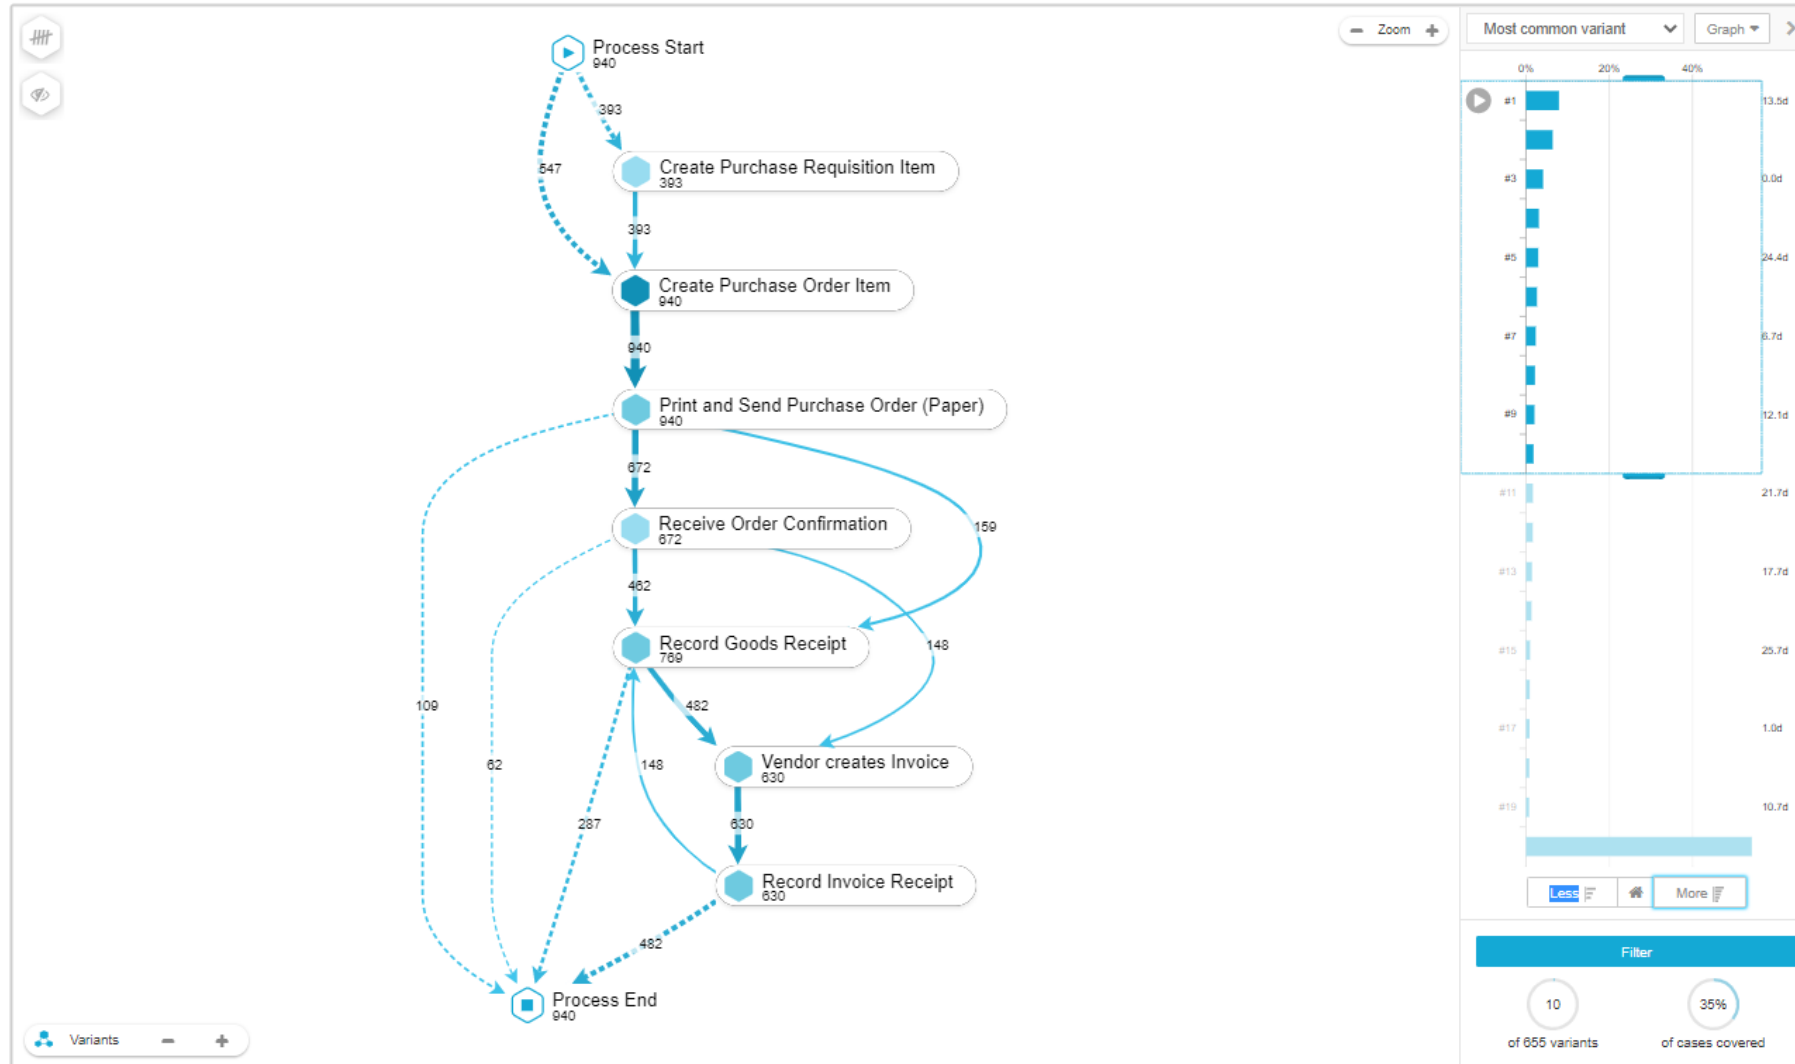 Process Start
940
393
547
Create Purchase Requisition Item
393
393
Create Purchase Order Item
940
940
Print and Send Purchase Order (Paper)
940
672
159
Receive Order Confirmation
672
462
148
Record Goods Receipt
769
109
482
62
148
287
Vendor creates Invoice
630
630
Record Invoice Receipt
630
482
Process End
940
Variants
Zoom
Most common variant
Graph
0% 20% 40%
#1 13.5d
#3 0.0d
#5 24.4d
#7 6.7d
#9 12.1d
#11 21.7d
#13 17.7d
#15 25.7d
#17 1.0d
#19 10.7d
Less More
Filter
10 35%
of 655 variants of cases covered